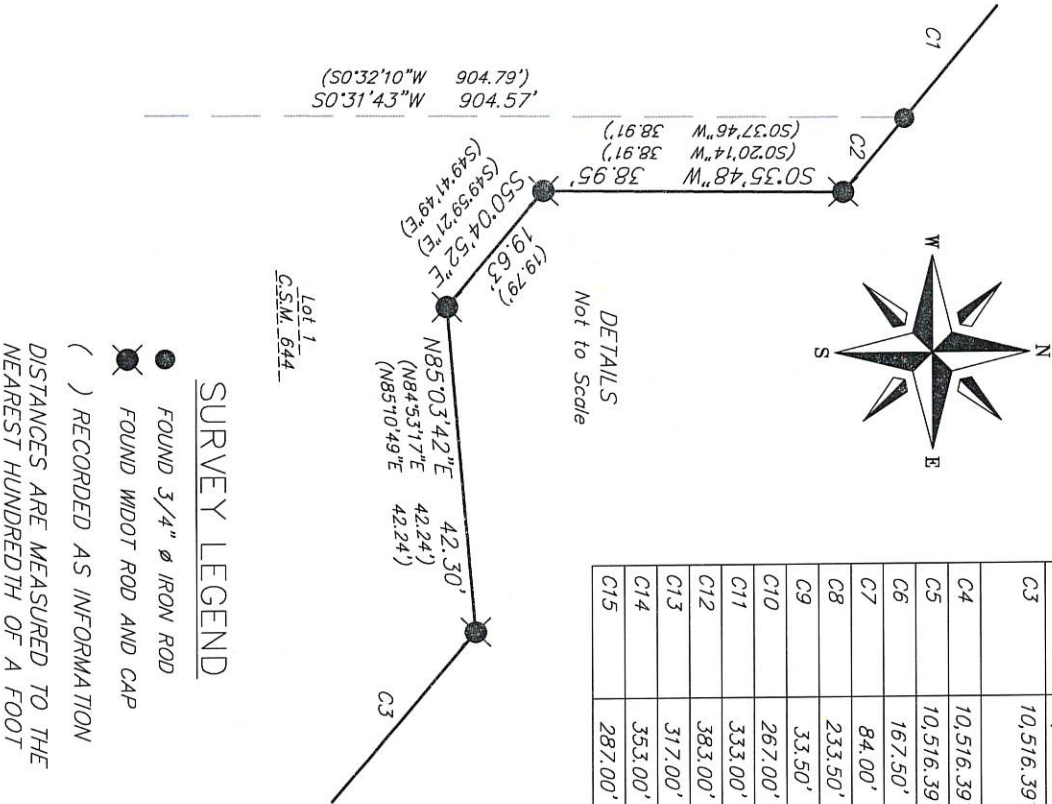 C1
C2
(S0°32'10"W 904.79')
S0°31'43"W 904.57'
S0°35'48"W 38.95'
(S0°20'14"W 38.91')
(S0°37'46"W 38.91')
(19.79')
19.63'
S50°04'52"E
(S49°59'21"E)
(S49°41'49"E)
N
W
E
S
DETAILS
Not to Scale
Lot 1
C.S.M. 644
N85°03'42"E 42.30'
(N84°53'17"E 42.24')
(N85°10'49"E 42.24')
C3
C3 10,516.39'
C4 10,516.39
C5 10,516.39
C6 167.50'
C7 84.00'
C8 233.50'
C9 33.50'
C10 267.00'
C11 333.00'
C12 383.00'
C13 317.00'
C14 353.00'
C15 287.00'
SURVEY LEGEND
FOUND 3/4" ø IRON ROD
FOUND WIDOT ROD AND CAP
( ) RECORDED AS INFORMATION
DISTANCES ARE MEASURED TO THE
NEAREST HUNDREDTH OF A FOOT